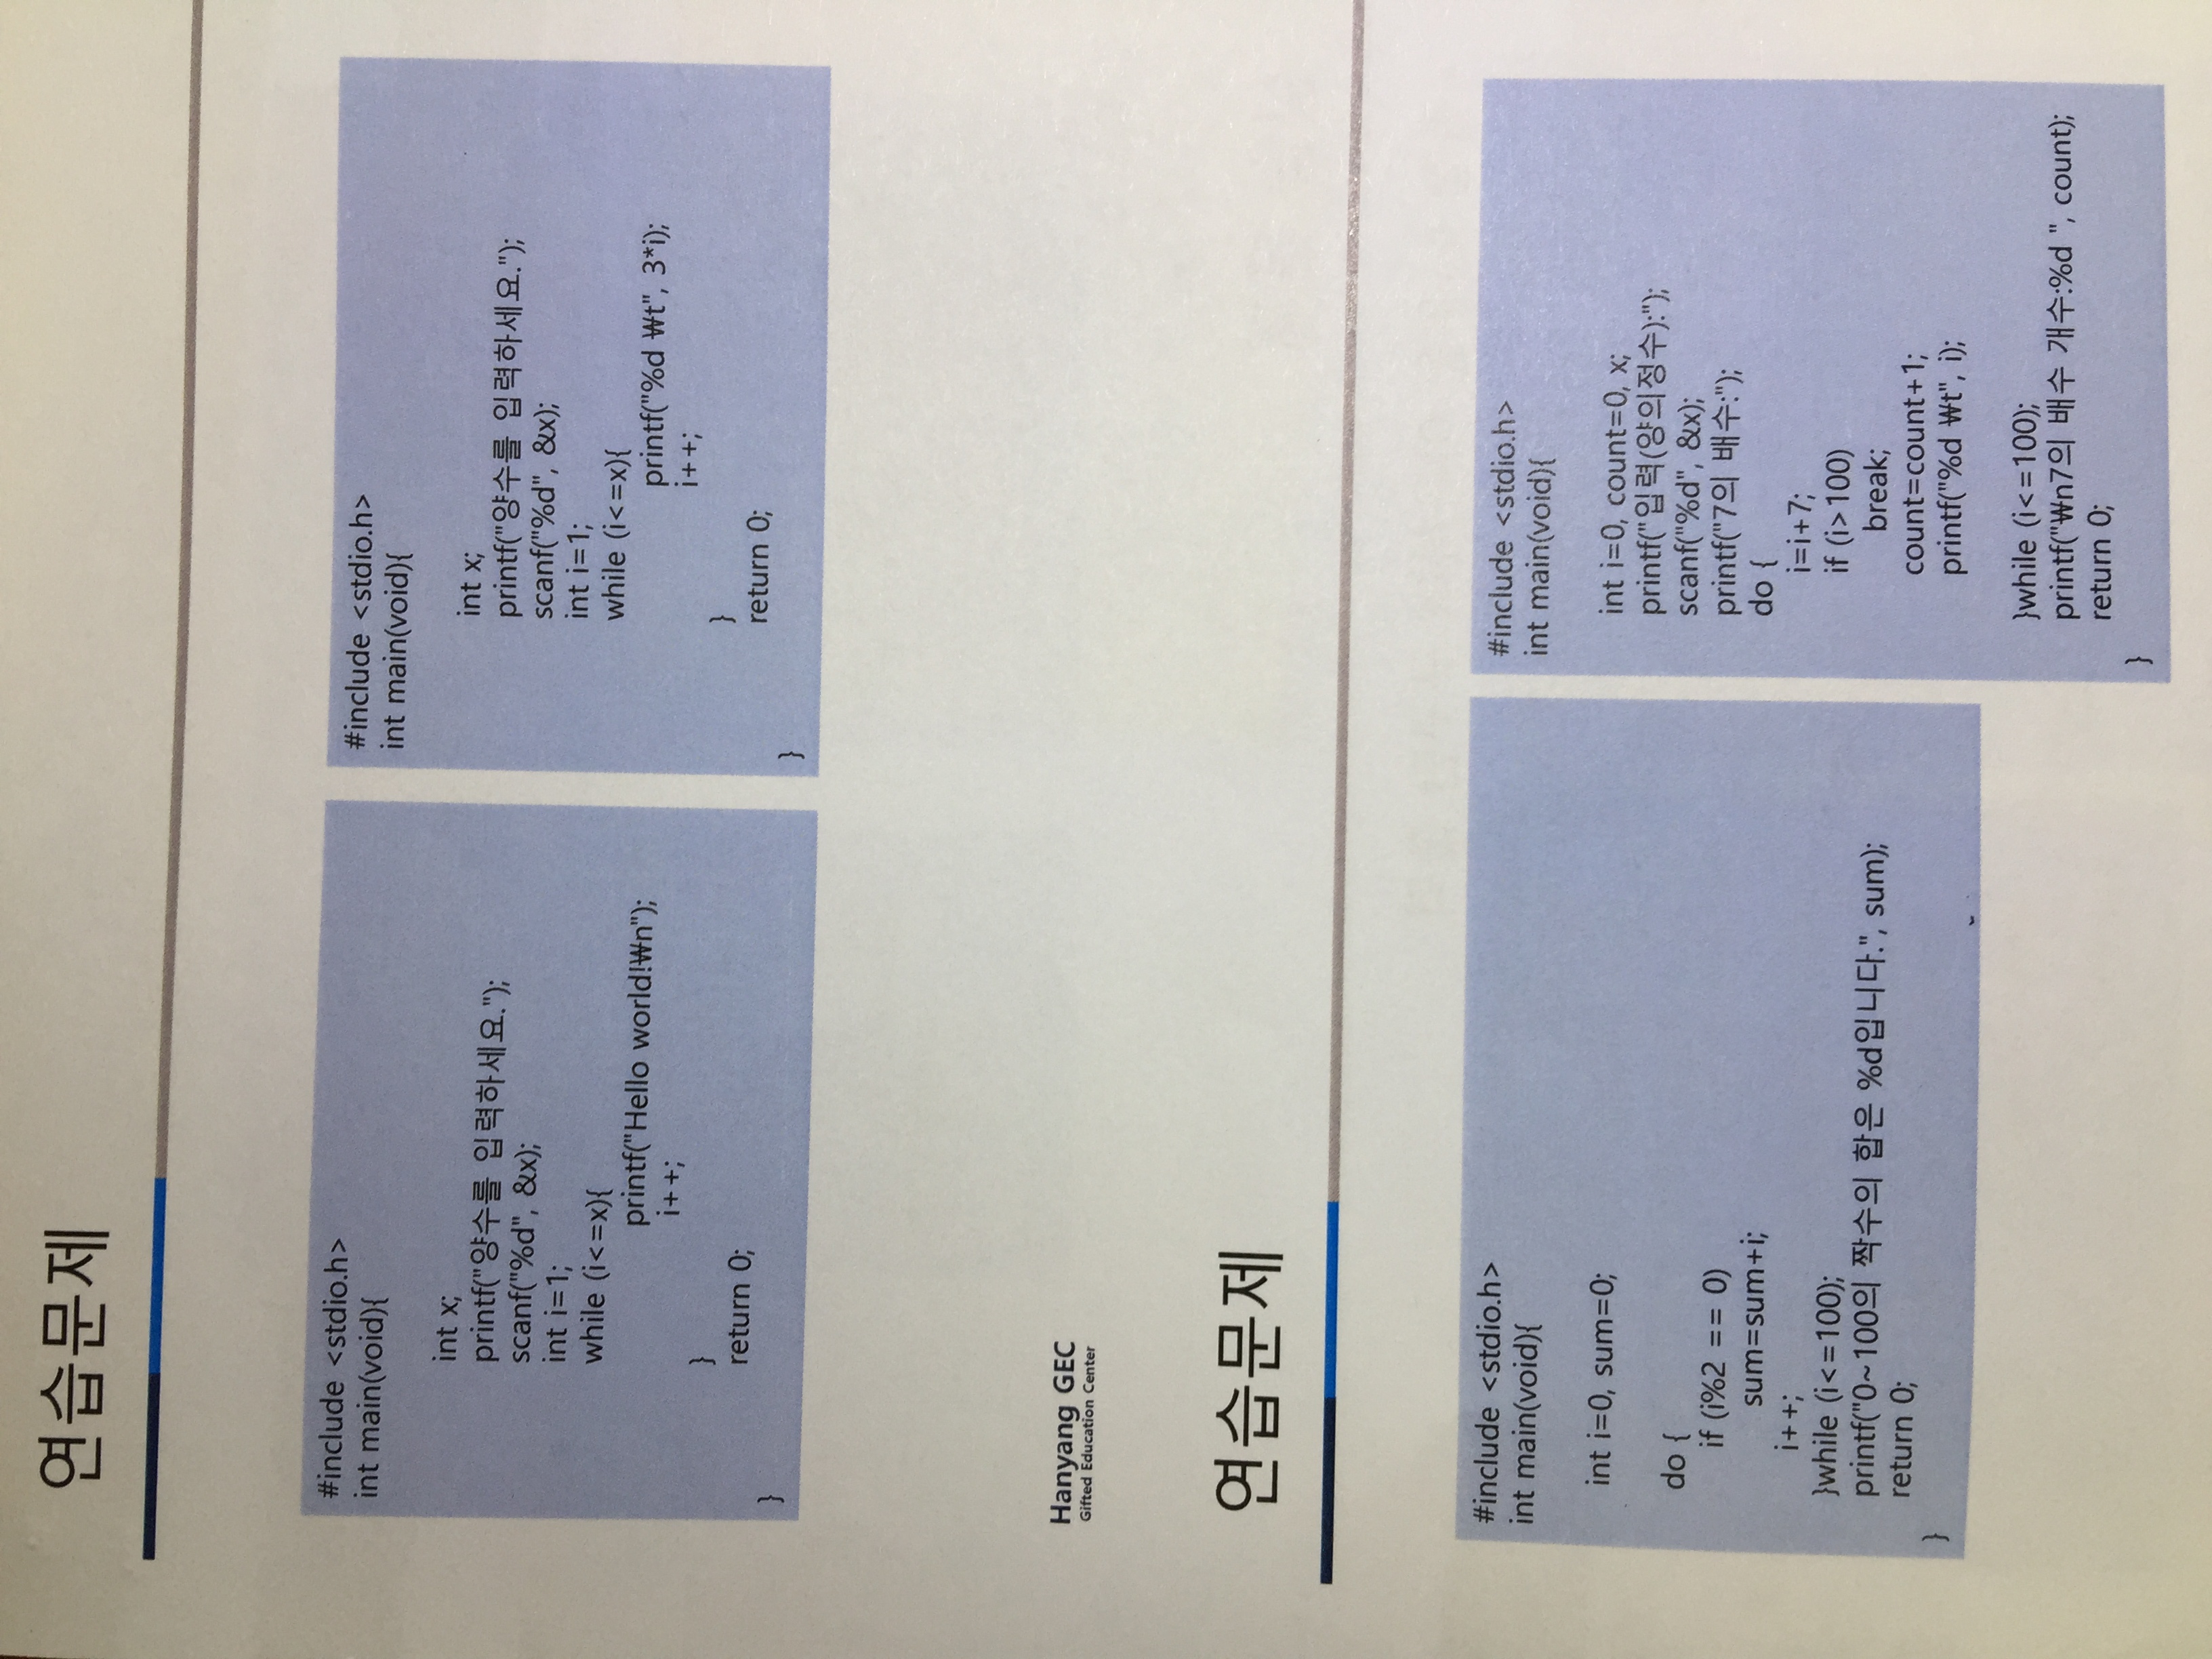 연습문제
#include <stdio.h>
int main(void){
int x;
printf("양수를 입력하세요.");
scanf("%d", &x);
int i=1;
while (i<=x){
printf("Hello world!₩n");
i++;
}
return 0;
}
#include <stdio.h>
int main(void){
int x;
printf("양수를 입력하세요.");
scanf("%d", &x);
int i=1;
while (i<=x){
printf("%d ₩t", 3*i);
i++;
}
return 0;
}
Hanyang GEC
Gifted Education Center
연습문제
#include <stdio.h>
int main(void){
int i=0, sum=0;
do {
if (i%2 == 0)
sum=sum+i;
i++;
}while (i<=100);
printf("0~100의 짝수의 합은 %d입니다.", sum);
return 0;
}
#include <stdio.h>
int main(void){
int i=0, count=0, x;
printf("입력(양의정수):");
scanf("%d", &x);
printf("7의 배수:");
do {
i=i+7;
if (i>100)
break;
count=count+1;
printf("%d ₩t", i);
}while (i<=100);
printf("₩n7의 배수 개수:%d ", count);
return 0;
}